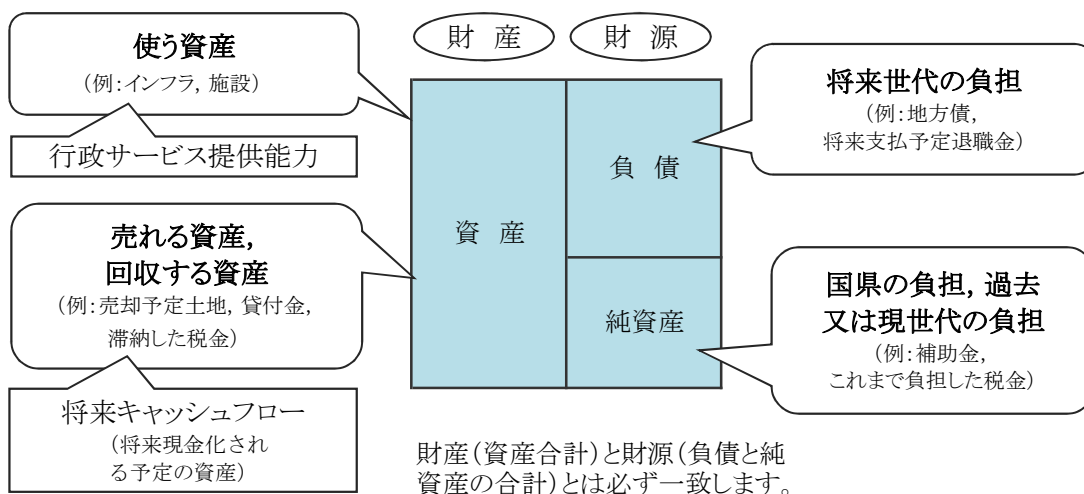 財 産
財 源
使う資産
(例:インフラ, 施設)
行政サービス提供能力
売れる資産,
回収する資産
(例:売却予定土地, 貸付金,
滞納した税金)
将来キャッシュフロー
(将来現金化され
る予定の資産)
資 産
負 債
純資産
将来世代の負担
(例:地方債,
将来支払予定退職金)
国県の負担, 過去
又は現世代の負担
(例:補助金,
これまで負担した税金)
財産(資産合計)と財源(負債と純
資産の合計)とは必ず一致します。